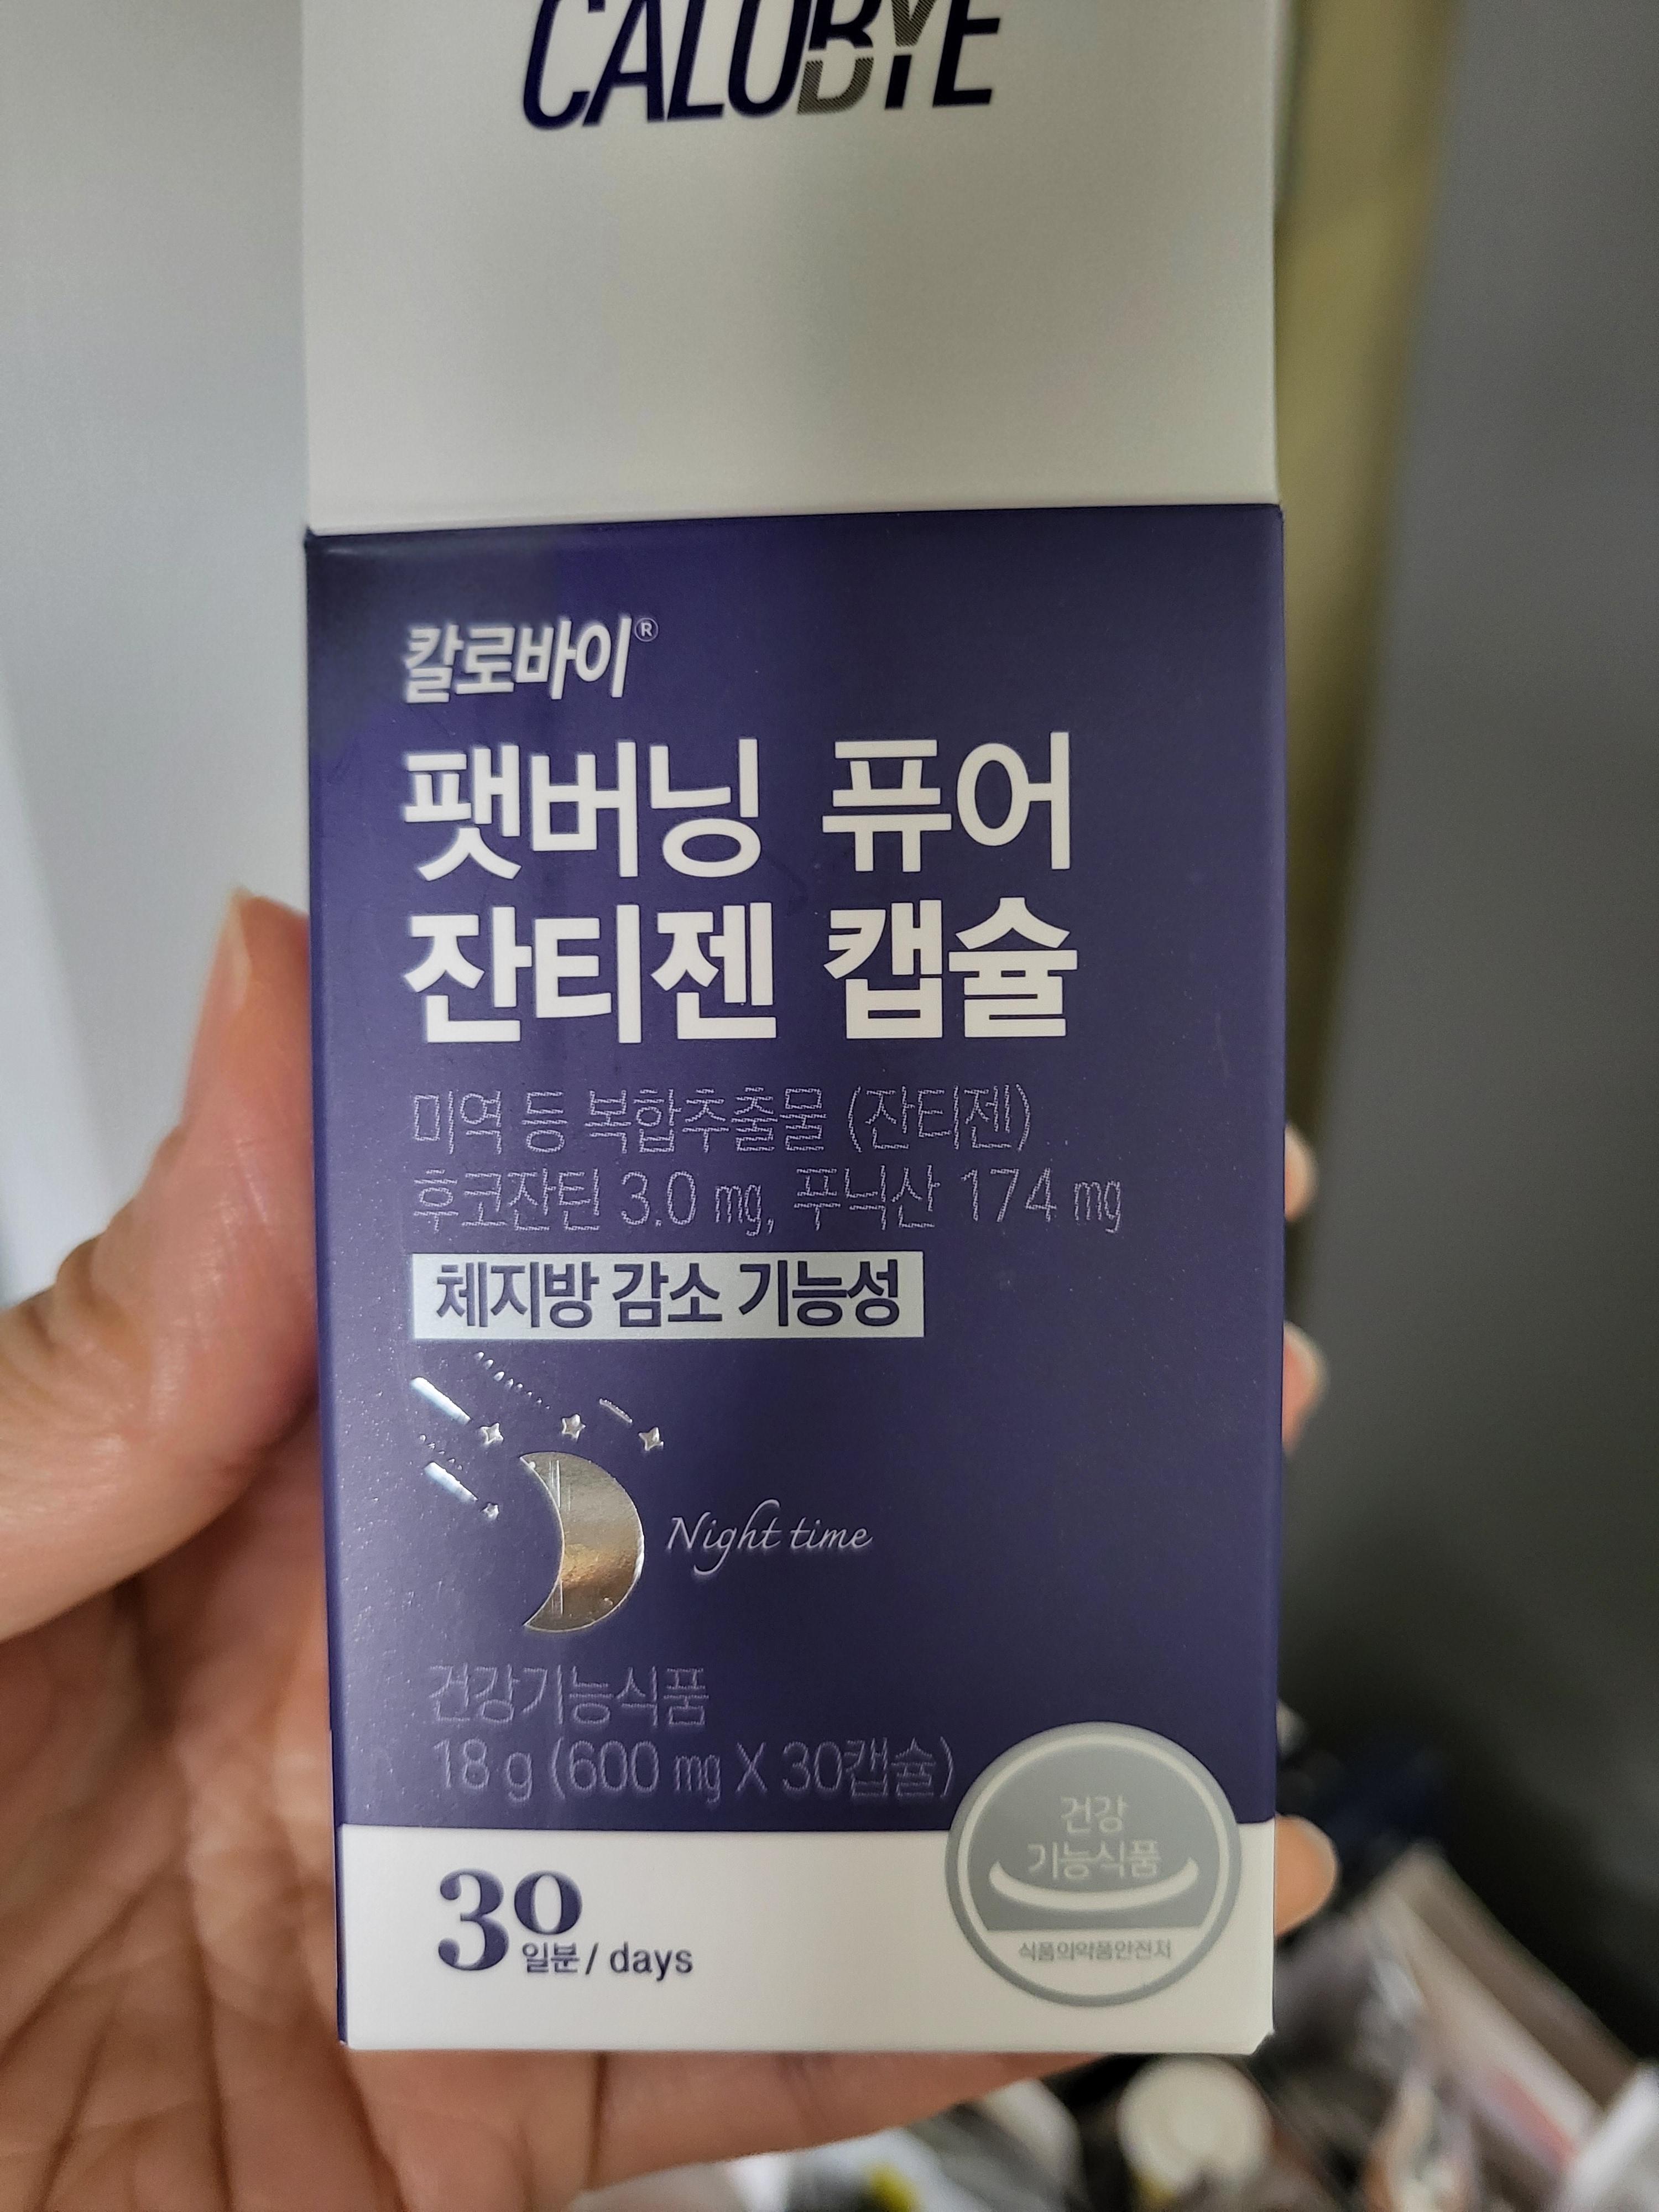 CALOBYE
칼로바이®
팻버닝 퓨어
잔티젠 캡슐
미역 등 복합추출물 (잔티젠)
후코잔틴 3.0 mg, 푸닉산 174 mg
체지방 감소 기능성
Night time
건강기능식품
18 g (600 mg X 30캡슐)
30일분 / days
건강
기능식품
식품의약품안전처